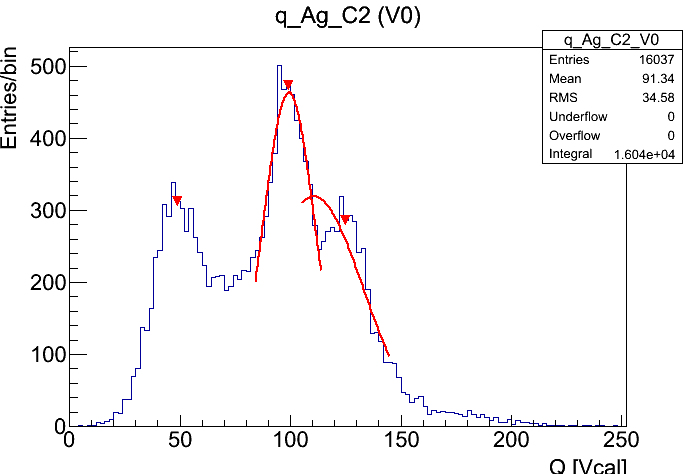 q_Ag_C2 (V0)
q_Ag_C2_V0
Entries 16037
Mean 91.34
RMS 34.58
Underflow 0
Overflow 0
Integral 1.604e+04
Entries/bin
500
400
300
200
100
0
0 50 100 150 200 250
Q [Vcal]